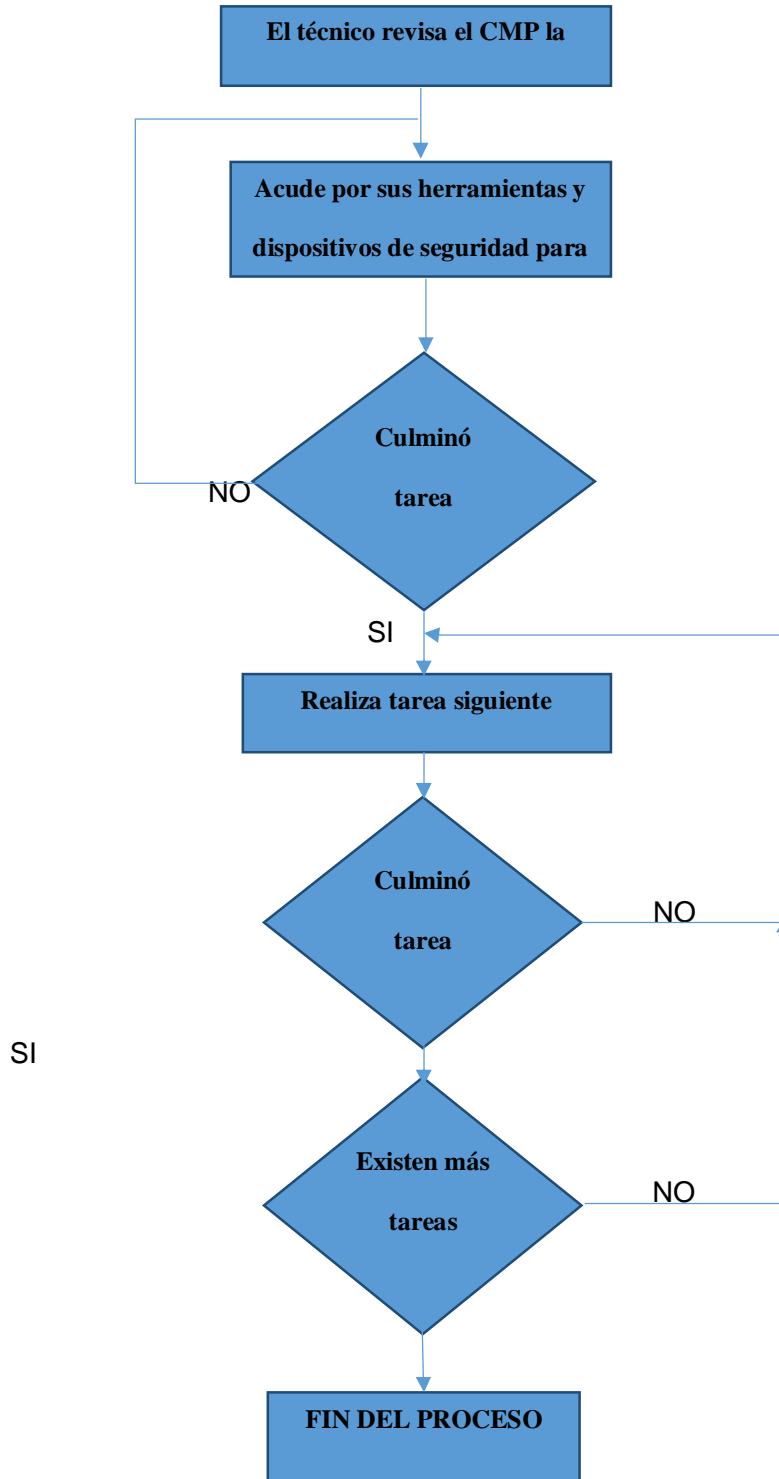 El técnico revisa el CMP la
Acude por sus herramientas y
dispositivos de seguridad para
Culminó
tarea
NO
SI
Realiza tarea siguiente
Culminó
tarea
NO
SI
Existen más
tareas
NO
FIN DEL PROCESO